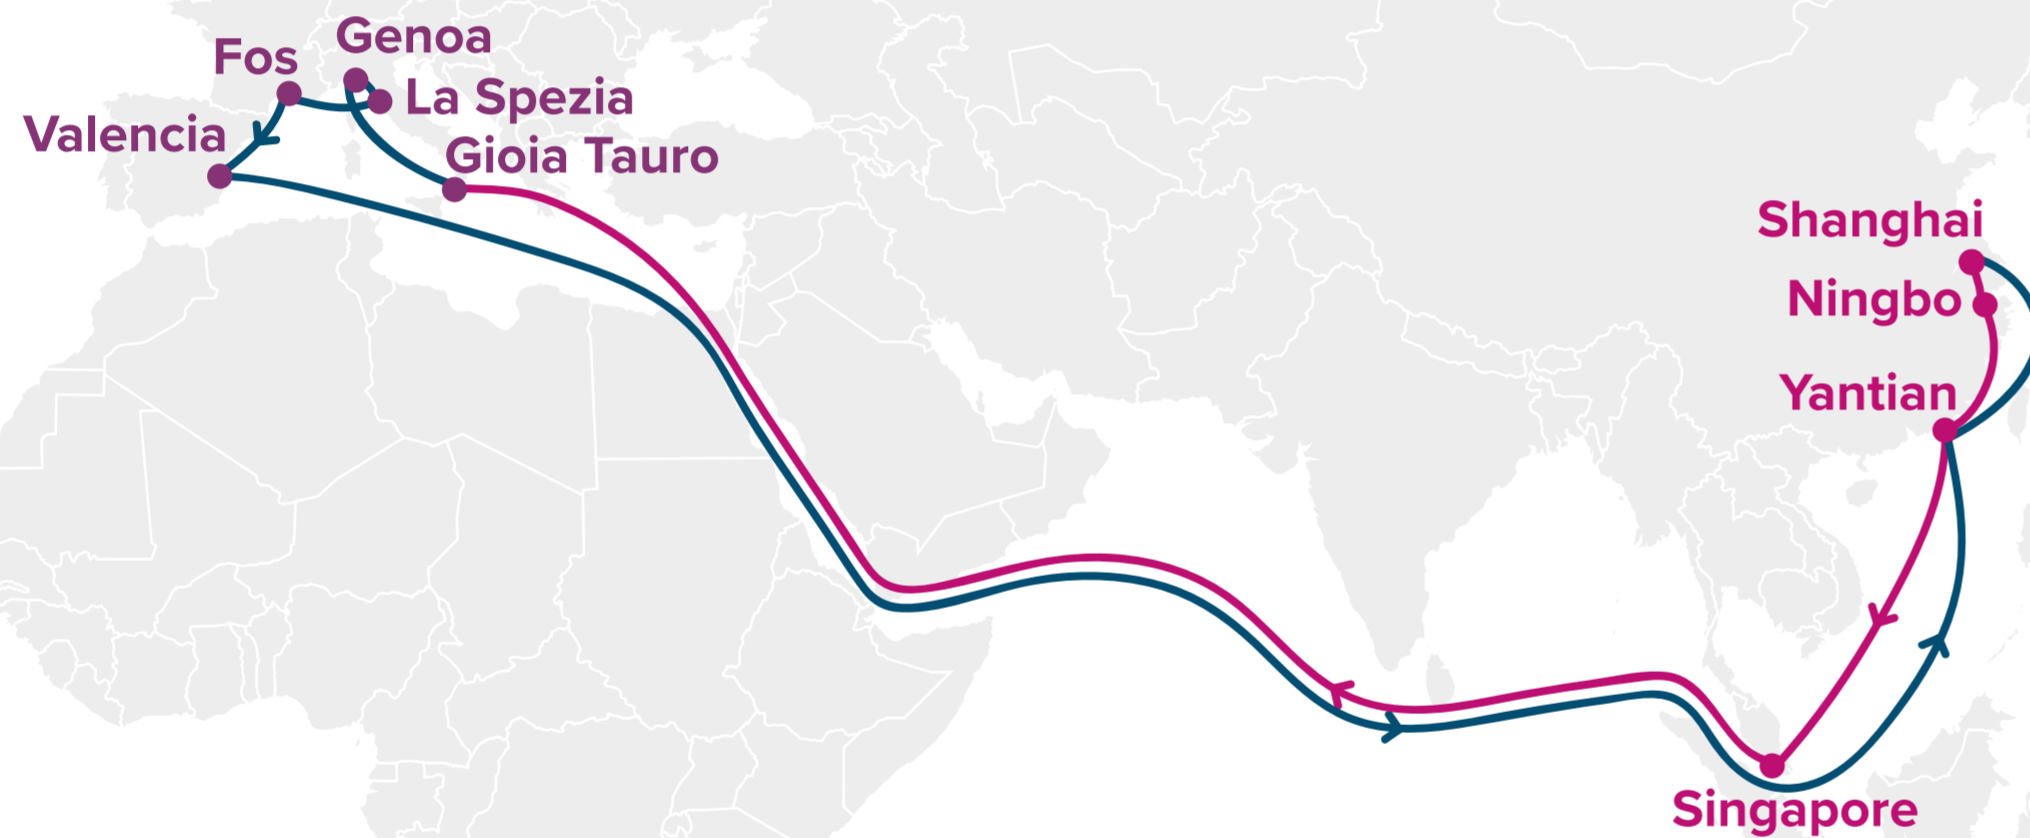 Genoa
Fos
La Spezia
Valencia
Gioia Tauro
Shanghai
Ningbo
Yantian
Singapore